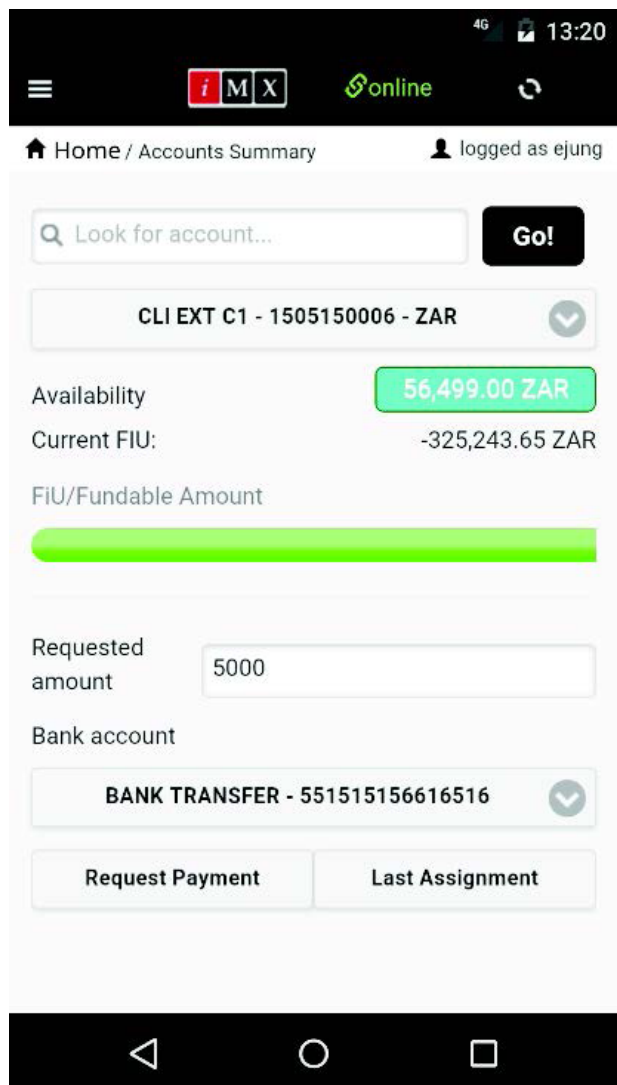 4G 13:20
iMX online
Home / Accounts Summary logged as ejung
Look for account... Go!
CLI EXT C1 - 1505150006 - ZAR
Availability 56,499.00 ZAR
Current FIU: -325,243.65 ZAR
FiU/Fundable Amount
Requested
amount 5000
Bank account
BANK TRANSFER - 551515156616516
Request Payment Last Assignment